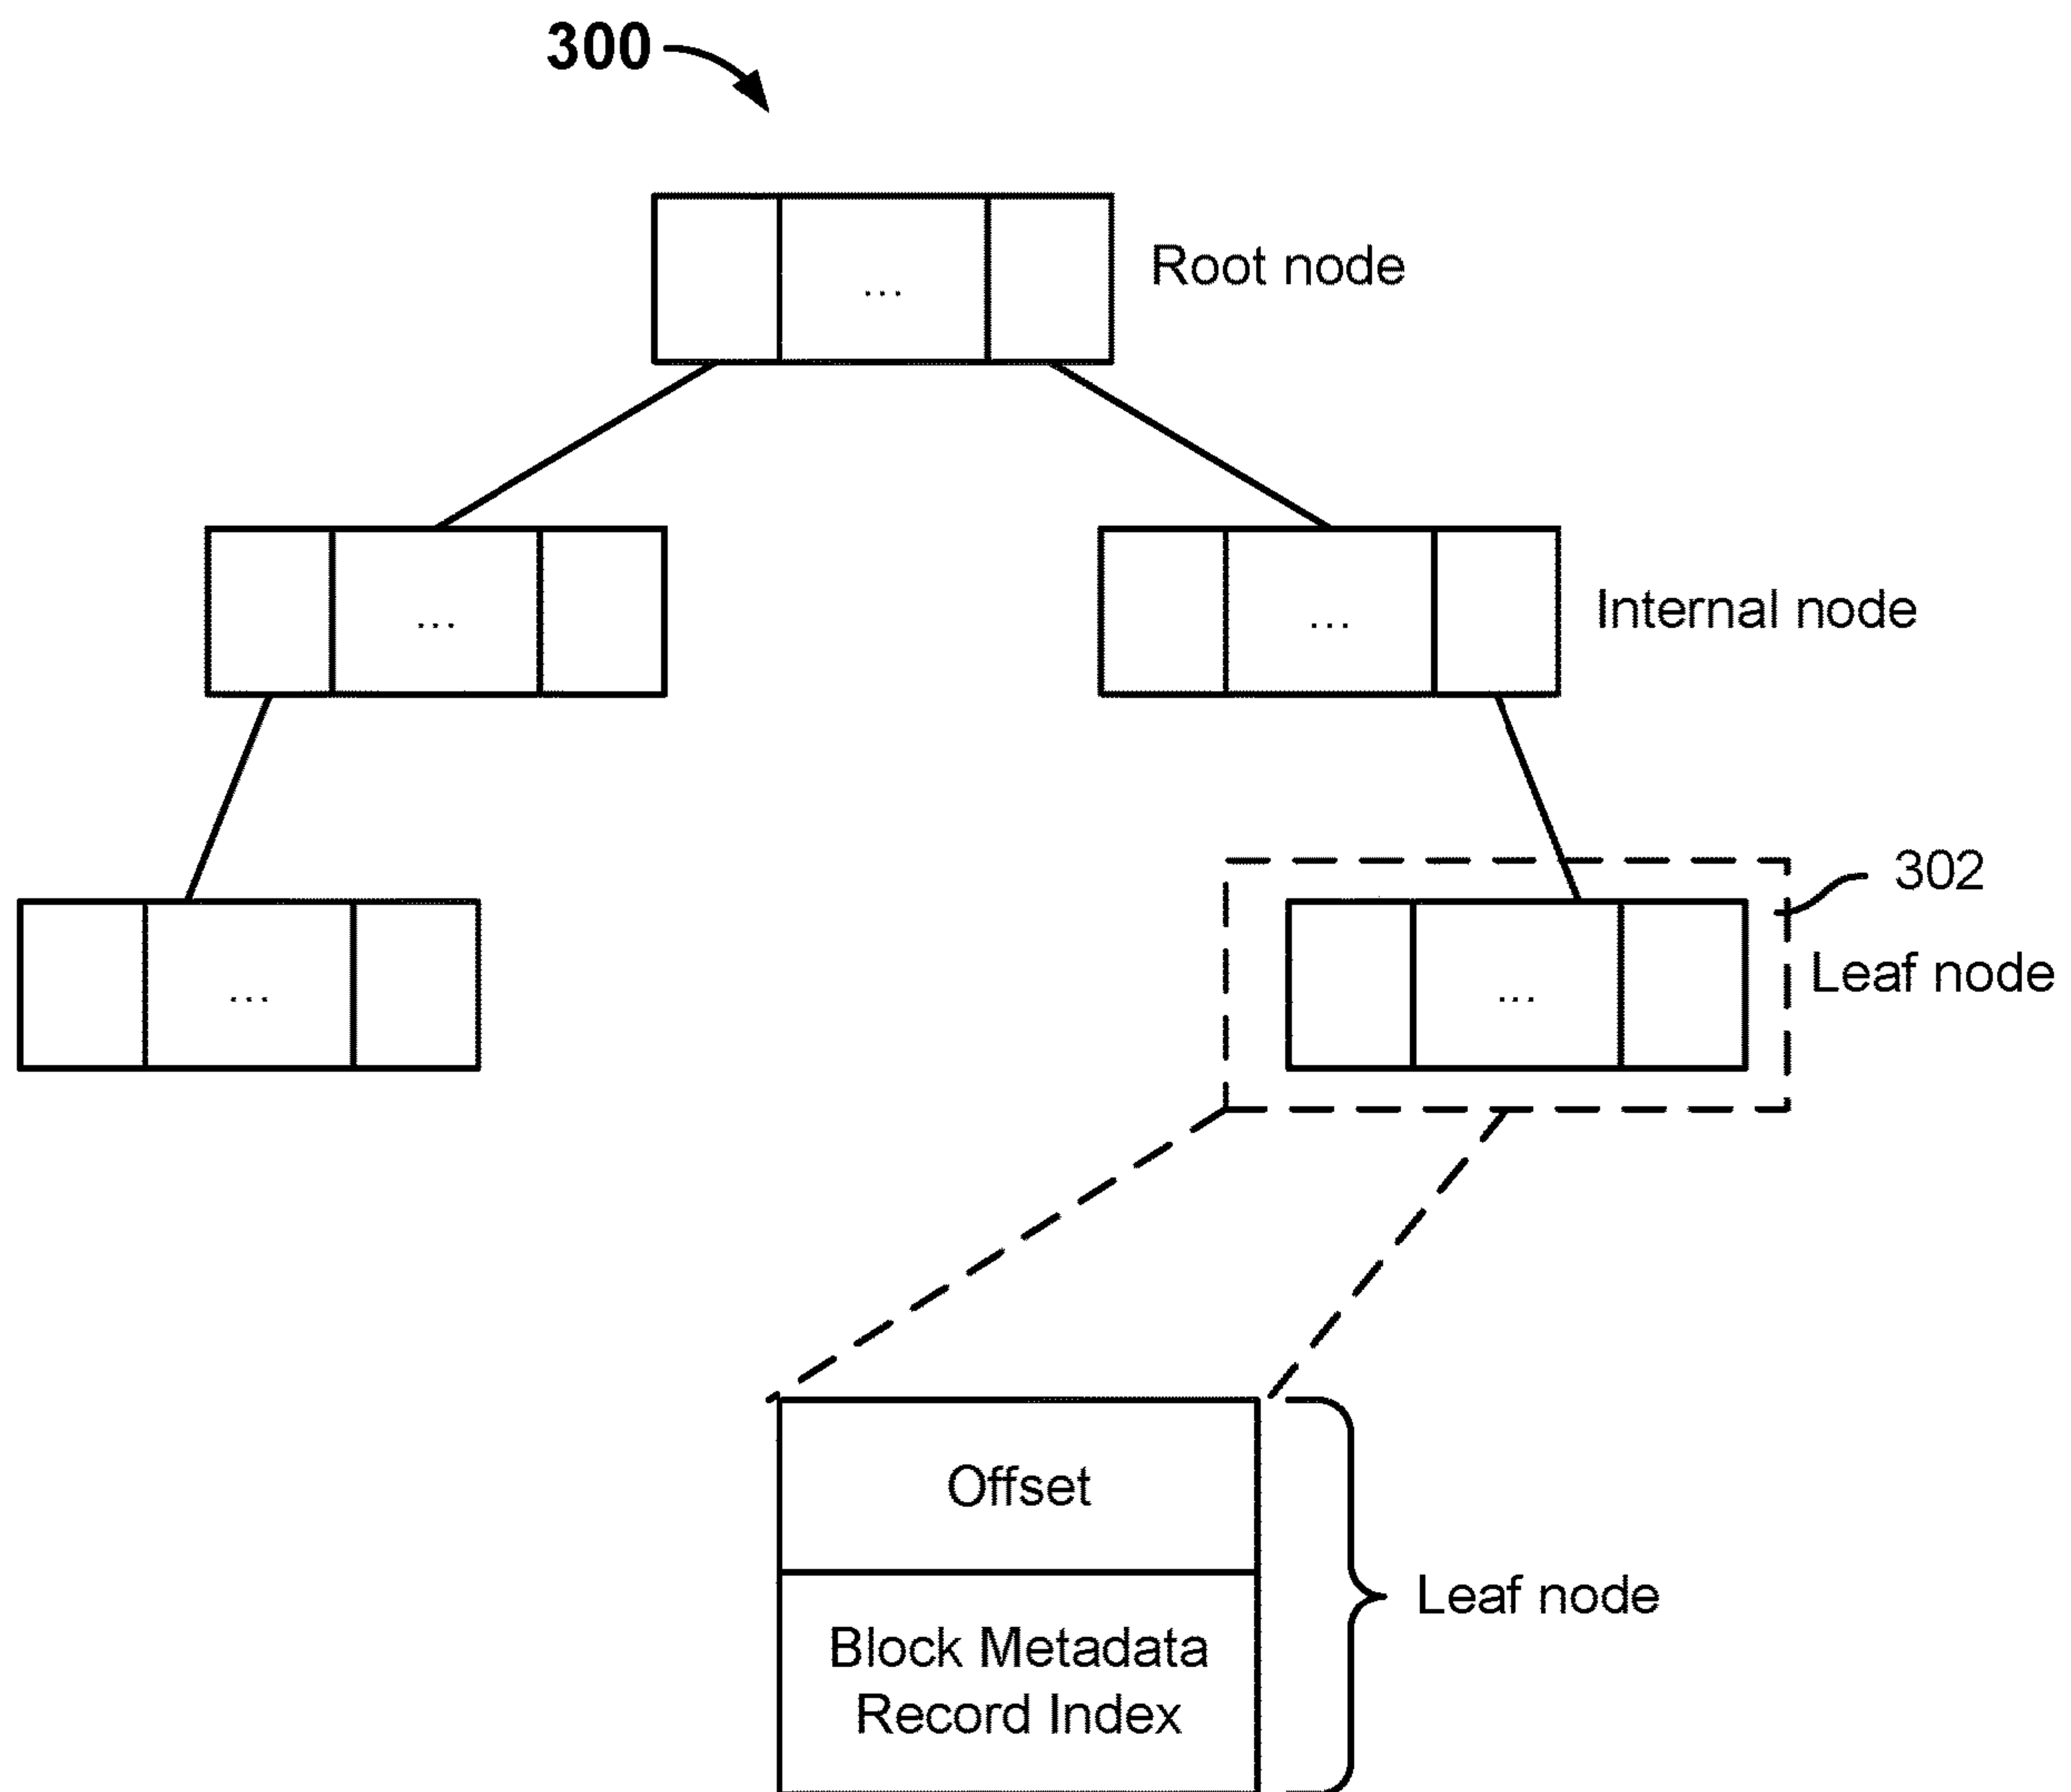 300
...
Root node
...
...
Internal node
302
...
...
Leaf node
Offset
Leaf node
Block Metadata
Record Index